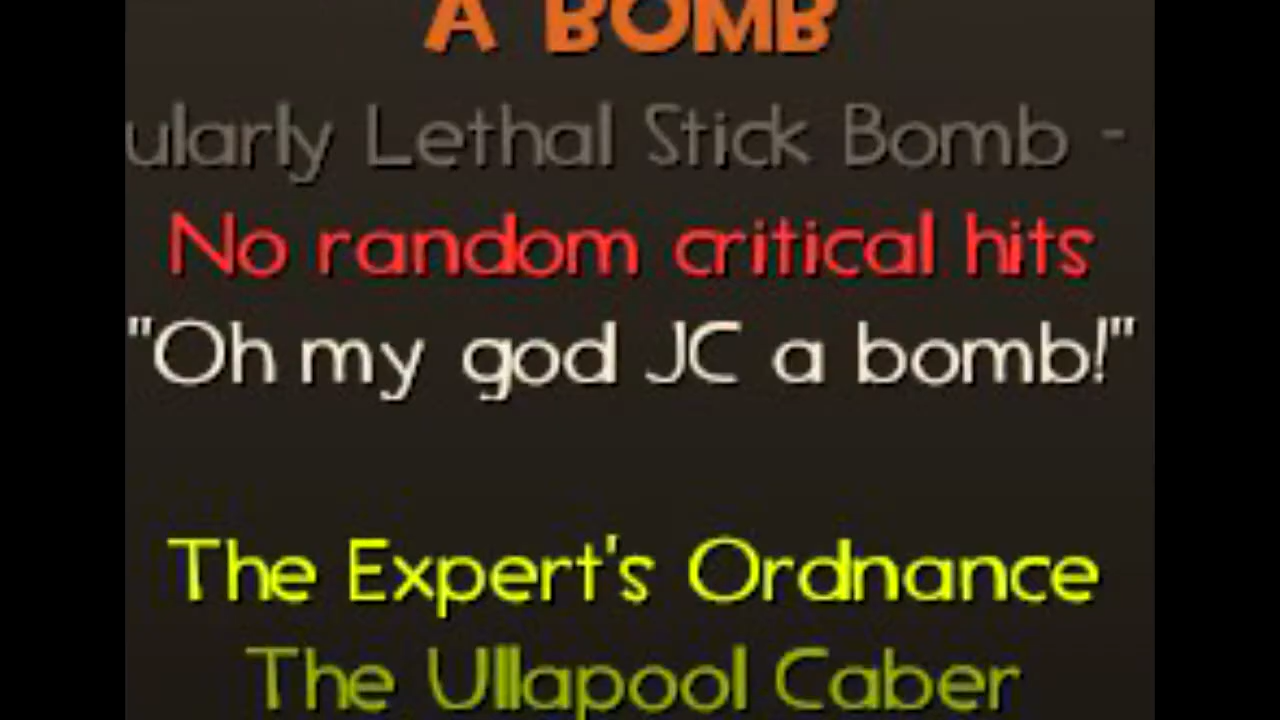 A BOMB
ularly Lethal Stick Bomb -
No random critical hits
"Oh my god JC a bomb!"
The Expert's Ordnance
The Ullapool Caber